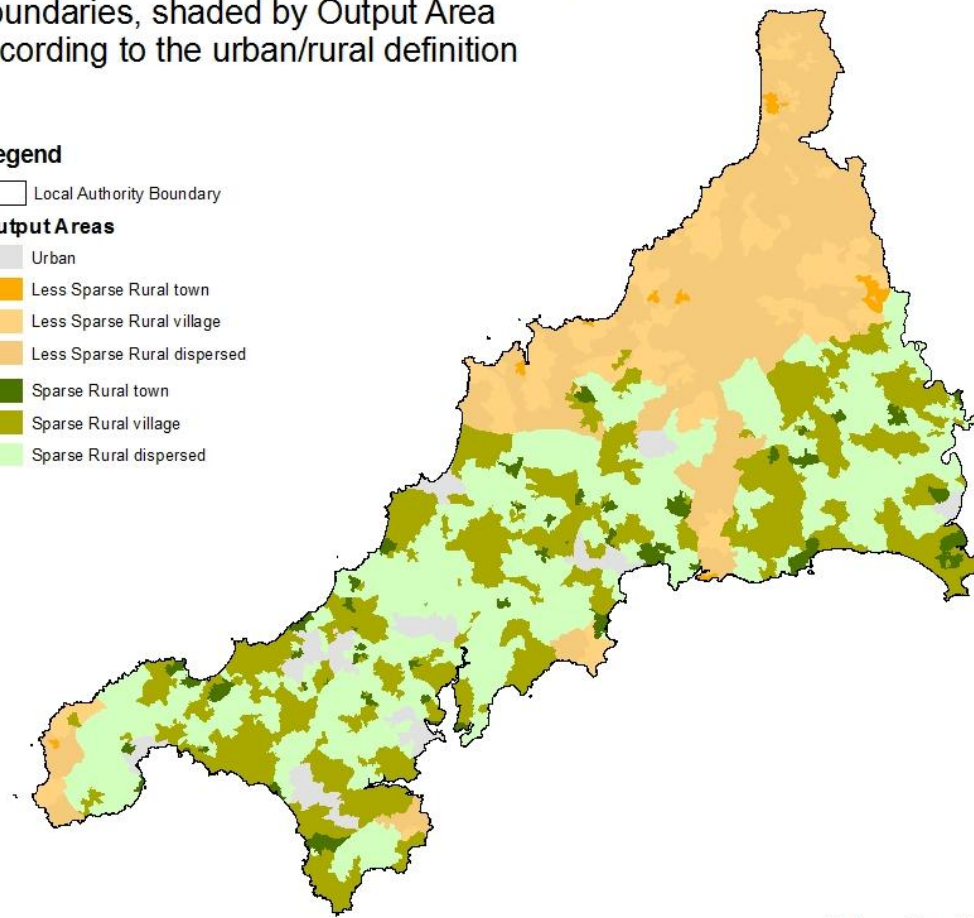 oundaries, shaded by Output Area
cording to the urban/rural definition
egend
Local Authority Boundary
utput Areas
Urban
Less Sparse Rural town
Less Sparse Rural village
Less Sparse Rural dispersed
Sparse Rural town
Sparse Rural village
Sparse Rural dispersed